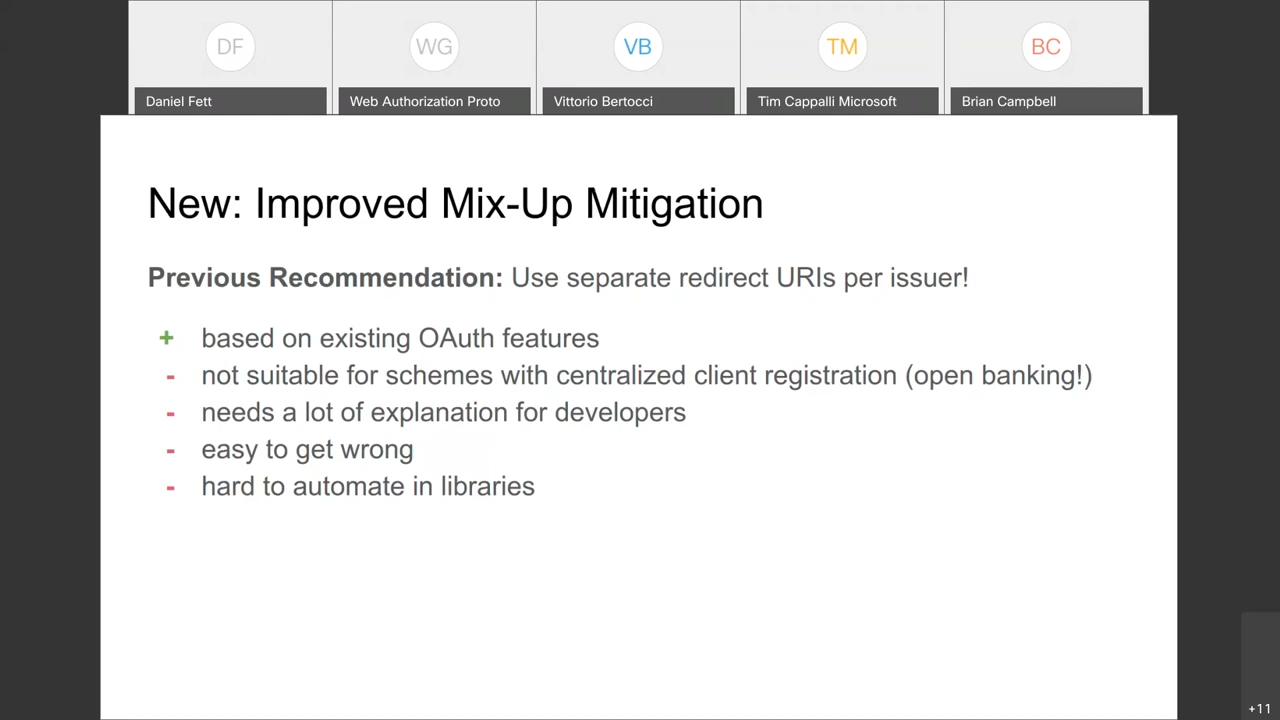 DF
WG
VB
TM
BC
Daniel Fett
Web Authorization Proto
Vittorio Bertocci
Tim Cappalli Microsoft
Brian Campbell
New: Improved Mix-Up Mitigation
Previous Recommendation: Use separate redirect URIs per issuer!
+ based on existing OAuth features
- not suitable for schemes with centralized client registration (open banking!)
- needs a lot of explanation for developers
- easy to get wrong
- hard to automate in libraries
+11